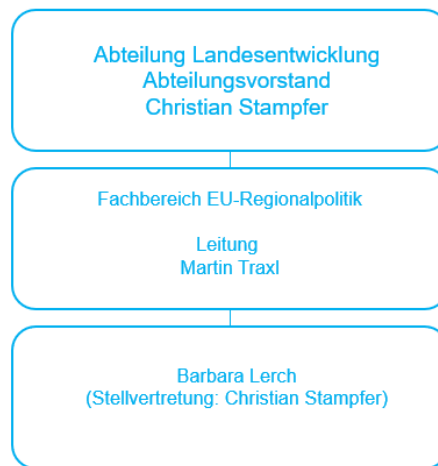 Abteilung Landesentwicklung
Abteilungsvorstand
Christian Stampfer
Fachbereich EU-Regionalpolitik
Leitung
Martin Traxl
Barbara Lerch
(Stellvertretung: Christian Stampfer)